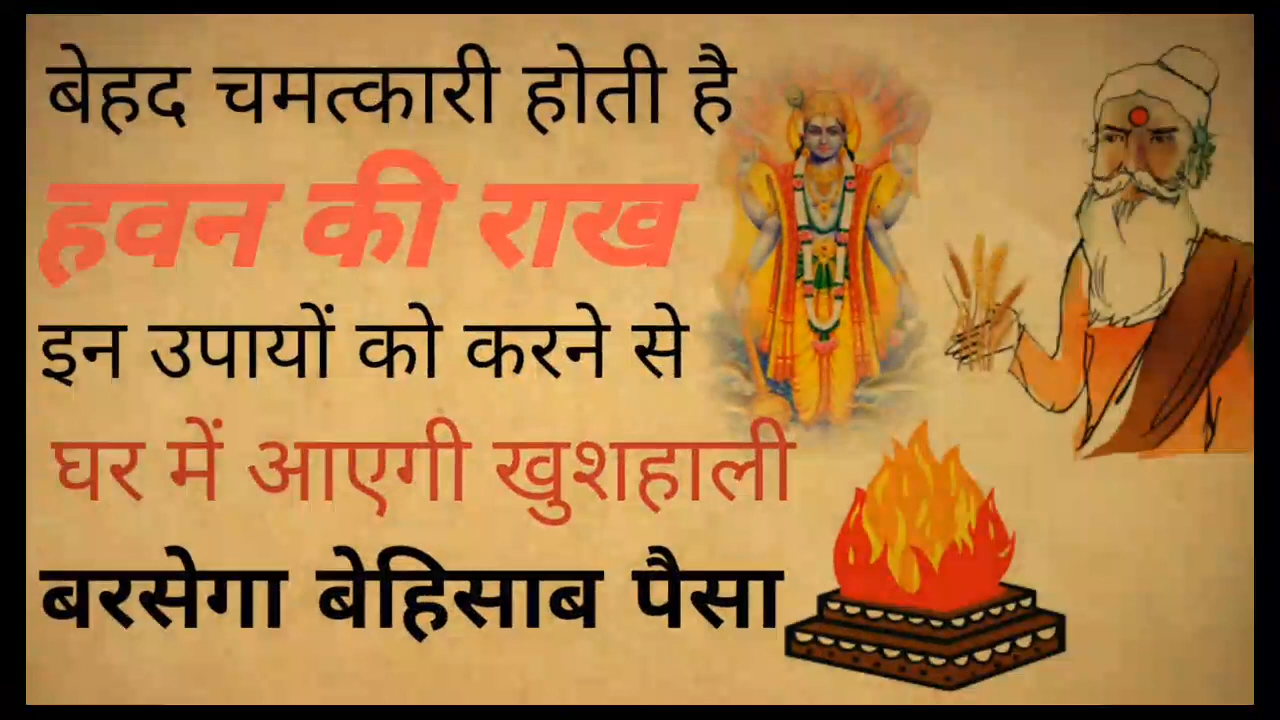 बेहद चमत्कारी होती है
हवन की राख
इन उपायों को करने से
घर में आएगी खुशहाली
बरसेगा बेहिसाब पैसा